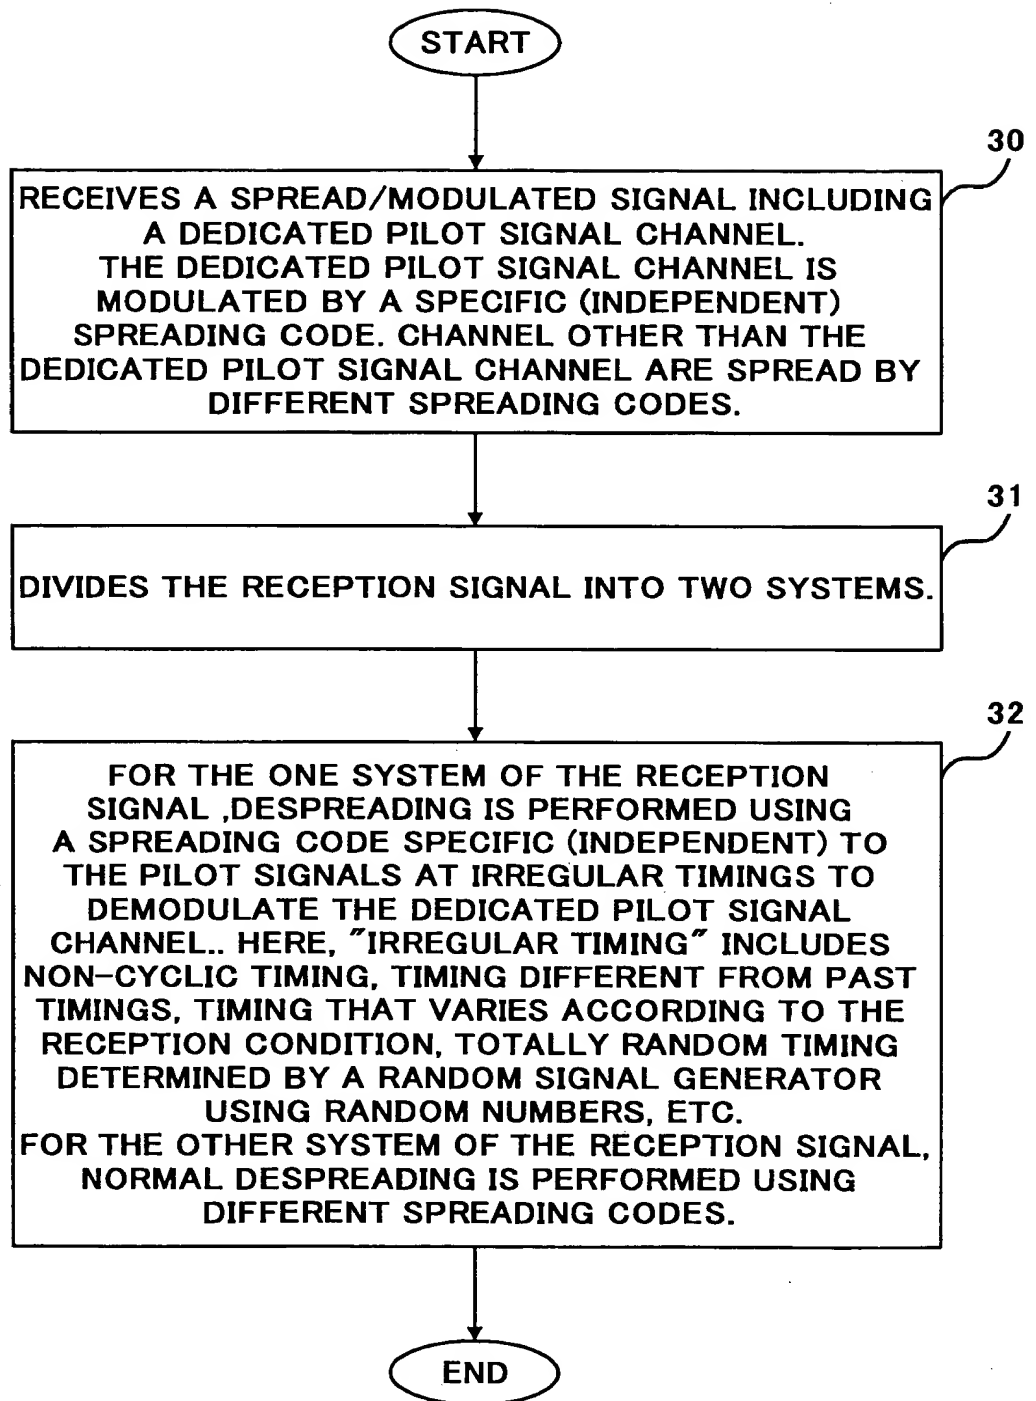 START
30
RECEIVES A SPREAD/MODULATED SIGNAL INCLUDING
A DEDICATED PILOT SIGNAL CHANNEL.
THE DEDICATED PILOT SIGNAL CHANNEL IS
MODULATED BY A SPECIFIC (INDEPENDENT)
SPREADING CODE. CHANNEL OTHER THAN THE
DEDICATED PILOT SIGNAL CHANNEL ARE SPREAD BY
DIFFERENT SPREADING CODES.
31
DIVIDES THE RECEPTION SIGNAL INTO TWO SYSTEMS.
32
FOR THE ONE SYSTEM OF THE RECEPTION
SIGNAL ,DESPREADING IS PERFORMED USING
A SPREADING CODE SPECIFIC (INDEPENDENT) TO
THE PILOT SIGNALS AT IRREGULAR TIMINGS TO
DEMODULATE THE DEDICATED PILOT SIGNAL
CHANNEL.. HERE, "IRREGULAR TIMING" INCLUDES
NON-CYCLIC TIMING, TIMING DIFFERENT FROM PAST
TIMINGS, TIMING THAT VARIES ACCORDING TO THE
RECEPTION CONDITION, TOTALLY RANDOM TIMING
DETERMINED BY A RANDOM SIGNAL GENERATOR
USING RANDOM NUMBERS, ETC.
FOR THE OTHER SYSTEM OF THE RECEPTION SIGNAL,
NORMAL DESPREADING IS PERFORMED USING
DIFFERENT SPREADING CODES.
END